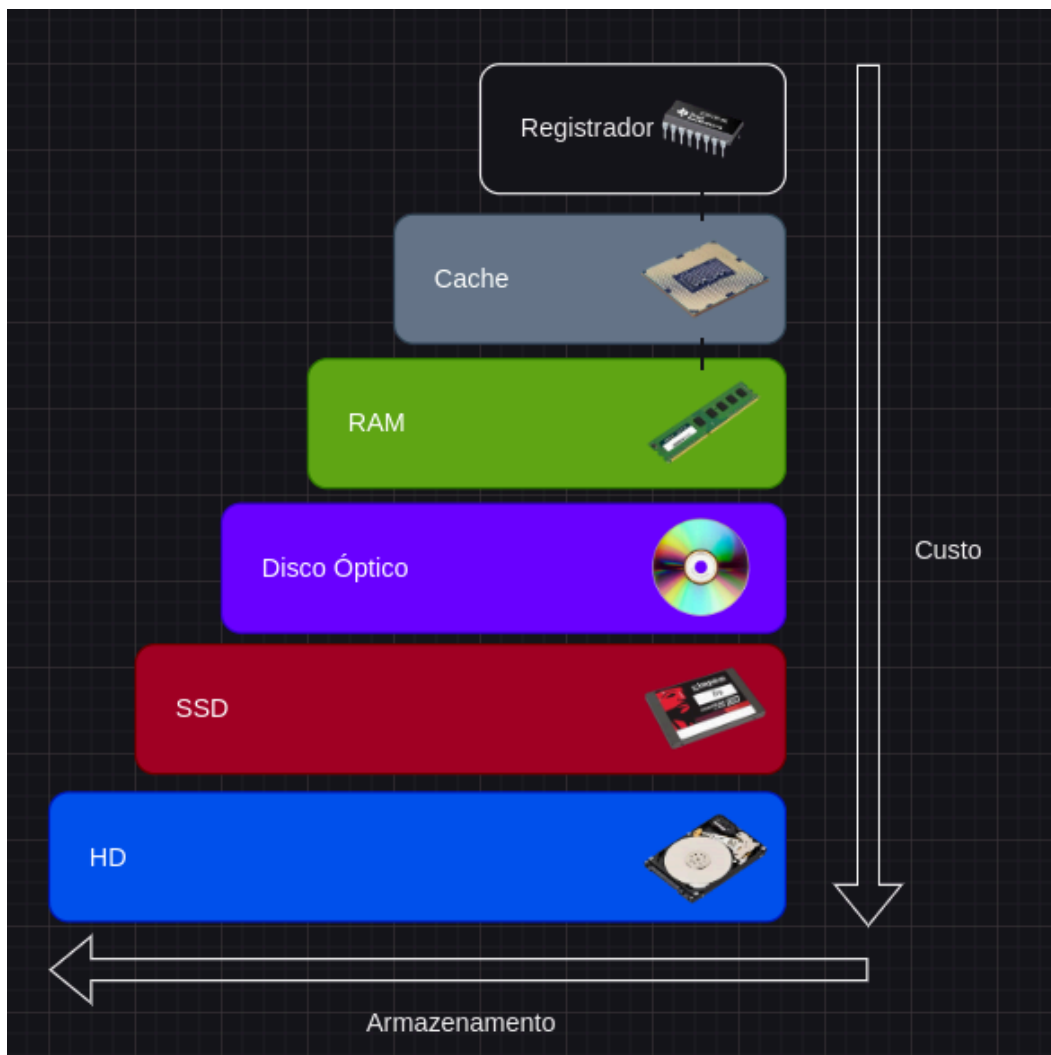 Registrador
Cache
RAM
Disco Óptico
Custo
SSD
HD
Armazenamento